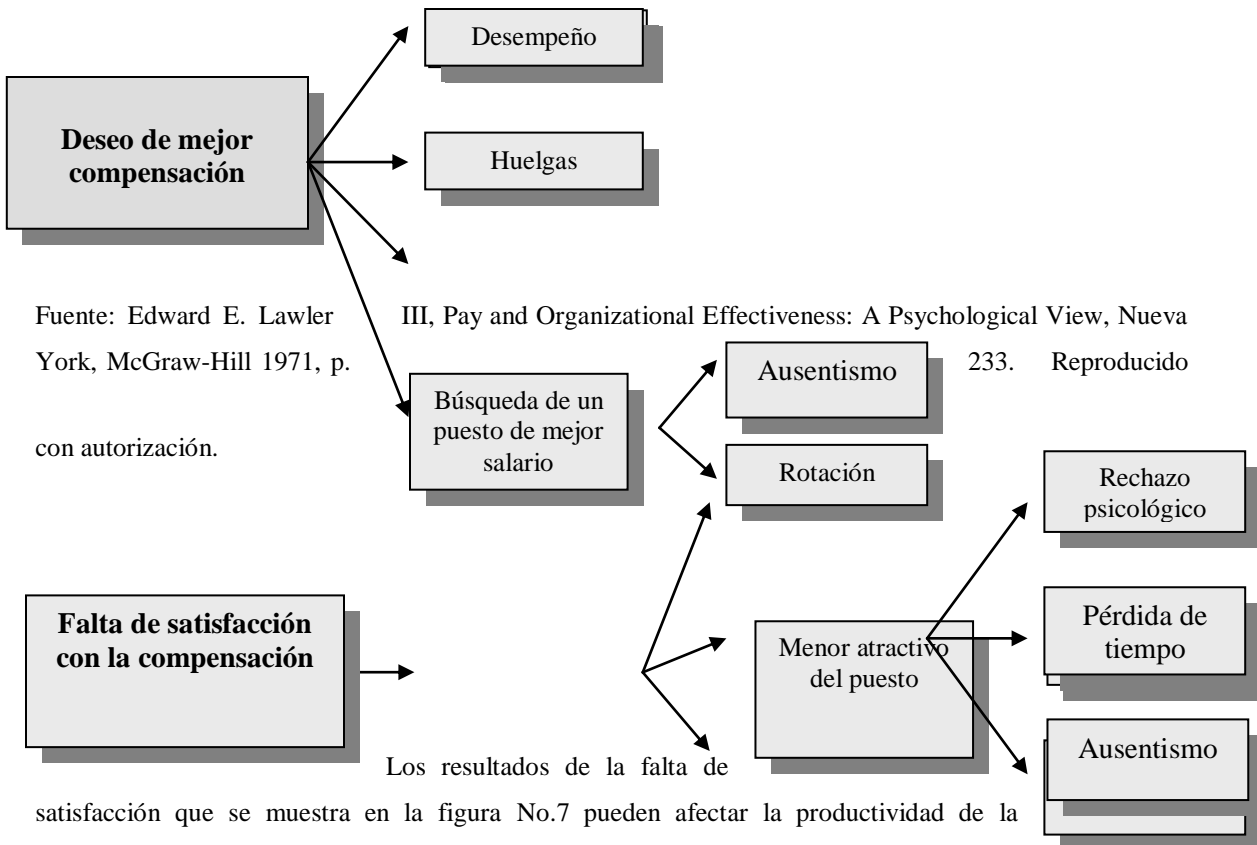 Desempeño
Deseo de mejor
compensación
Huelgas
Fuente: Edward E. Lawler III, Pay and Organizational Effectiveness: A Psychological View, Nueva
York, McGraw-Hill 1971, p. 233. Reproducido
con autorización.
Búsqueda de un
puesto de mejor
salario
Ausentismo
Rotación
Rechazo
psicológico
Falta de satisfacción
con la compensación
Menor atractivo
del puesto
Pérdida de
tiempo
Ausentismo
Los resultados de la falta de
satisfacción que se muestra en la figura No.7 pueden afectar la productividad de la